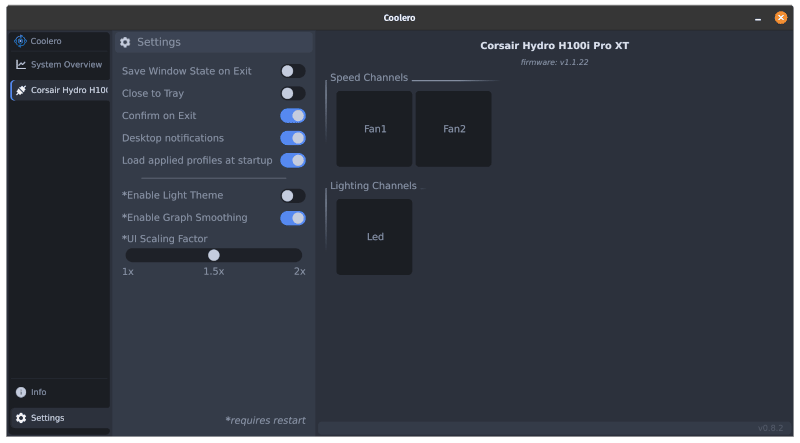 Coolero
Coolero
System Overview
Corsair Hydro H100
Info
Settings
Settings
Save Window State on Exit
Close to Tray
Confirm on Exit
Desktop notifications
Load applied profiles at startup
*Enable Light Theme
*Enable Graph Smoothing
*UI Scaling Factor
1x 1.5x 2x
*requires restart
Corsair Hydro H100i Pro XT
firmware: v1.1.22
Speed Channels
Fan1 Fan2
Lighting Channels
Led
v0.8.2